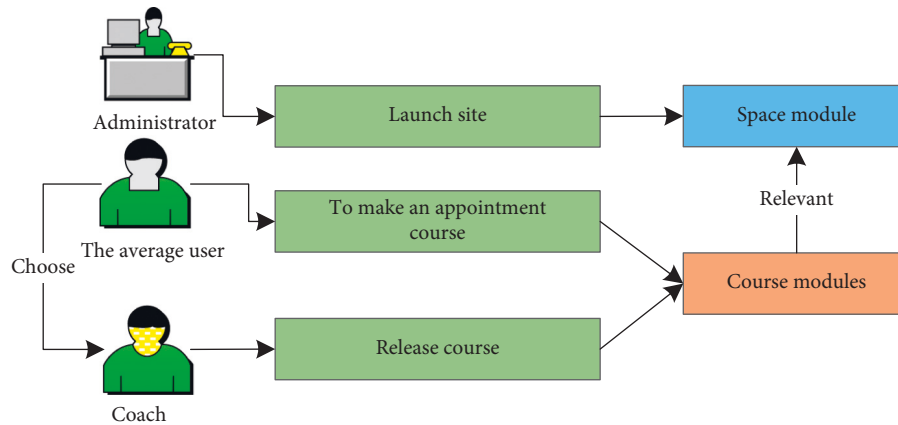 Administrator
Launch site
Space module
To make an appointment
course
Relevant
The average user
Choose
Course modules
Release course
Coach